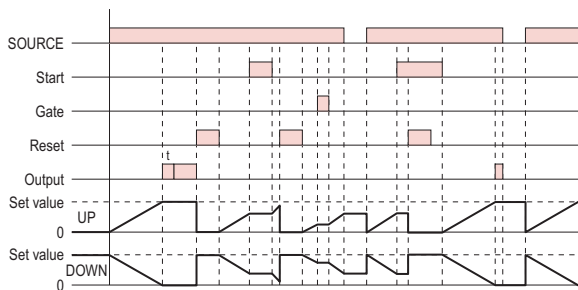 SOURCE
Start
Gate
Reset
t
Output
Set value
UP
0
Set value
DOWN
0